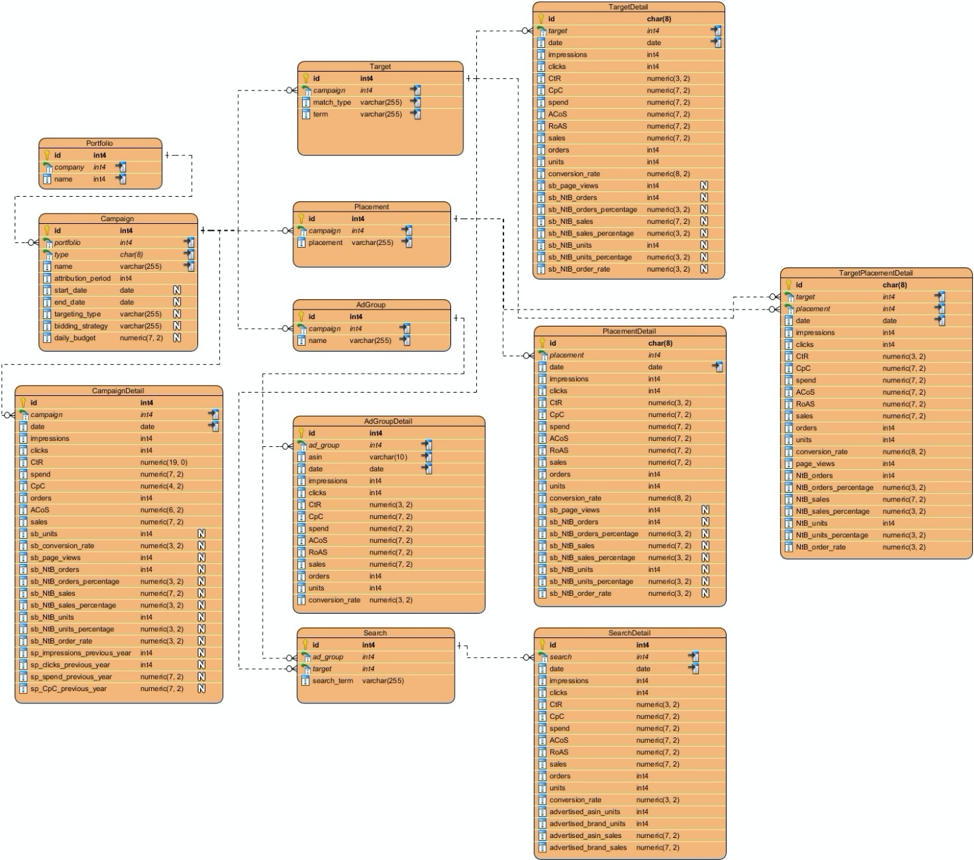 Portfolio
id int4
company int4
name int4
Campaign
id int4
portfolio int4
type char(8)
name varchar(255)
attribution_period int4
start_date date N
end_date date N
targeting_type varchar(255) N
bidding_strategy varchar(255) N
daily_budget numeric(7, 2) N
CampaignDetail
id int4
campaign int4
date date
impressions int4
clicks int4
CtR numeric(19, 0)
spend numeric(7, 2)
CpC numeric(4, 2)
orders int4
ACoS numeric(6, 2)
sales numeric(7, 2)
sb_units int4 N
sb_conversion_rate numeric(3, 2) N
sb_page_views int4 N
sb_NtB_orders int4 N
sb_NtB_orders_percentage numeric(3, 2) N
sb_NtB_sales numeric(7, 2) N
sb_NtB_sales_percentage numeric(3, 2) N
sb_NtB_units int4 N
sb_NtB_units_percentage numeric(3, 2) N
sb_NtB_order_rate numeric(3, 2) N
sp_impressions_previous_year int4 N
sp_clicks_previous_year int4 N
sp_spend_previous_year numeric(7, 2) N
sp_CpC_previous_year numeric(7, 2) N
Target
id int4
campaign int4
match_type varchar(255)
term varchar(255)
Placement
id int4
campaign int4
placement varchar(255)
AdGroup
id int4
campaign int4
name varchar(255)
AdGroupDetail
id int4
ad_group int4
asin varchar(10)
date date
impressions int4
clicks int4
CtR numeric(3, 2)
CpC numeric(7, 2)
spend numeric(7, 2)
ACoS numeric(7, 2)
RoAS numeric(7, 2)
sales numeric(7, 2)
orders int4
units int4
conversion_rate numeric(3, 2)
Search
id int4
ad_group int4
target int4
search_term varchar(255)
TargetDetail
id char(8)
target int4
date date
impressions int4
clicks int4
CtR numeric(3, 2)
CpC numeric(7, 2)
spend numeric(7, 2)
ACoS numeric(7, 2)
RoAS numeric(7, 2)
sales numeric(7, 2)
orders int4
units int4
conversion_rate numeric(8, 2)
sb_page_views int4 N
sb_NtB_orders int4 N
sb_NtB_orders_percentage numeric(3, 2) N
sb_NtB_sales numeric(7, 2) N
sb_NtB_sales_percentage numeric(3, 2) N
sb_NtB_units int4 N
sb_NtB_units_percentage numeric(3, 2) N
sb_NtB_order_rate numeric(3, 2) N
PlacementDetail
id char(8)
placement int4
date date
impressions int4
clicks int4
CtR numeric(3, 2)
CpC numeric(7, 2)
spend numeric(7, 2)
ACoS numeric(7, 2)
RoAS numeric(7, 2)
sales numeric(7, 2)
orders int4
units int4
conversion_rate numeric(8, 2)
sb_page_views int4 N
sb_NtB_orders int4 N
sb_NtB_orders_percentage numeric(3, 2) N
sb_NtB_sales numeric(7, 2) N
sb_NtB_sales_percentage numeric(3, 2) N
sb_NtB_units int4 N
sb_NtB_units_percentage numeric(3, 2) N
sb_NtB_order_rate numeric(3, 2) N
SearchDetail
id int4
search int4
date date
impressions int4
clicks int4
CtR numeric(3, 2)
CpC numeric(7, 2)
spend numeric(7, 2)
ACoS numeric(7, 2)
RoAS numeric(7, 2)
sales numeric(7, 2)
orders int4
units int4
conversion_rate numeric(3, 2)
advertised_asin_units int4
advertised_brand_units int4
advertised_asin_sales numeric(7, 2)
advertised_brand_sales numeric(7, 2)
TargetPlacementDetail
id char(8)
target int4
placement int4
date date
impressions int4
clicks int4
CtR numeric(3, 2)
CpC numeric(7, 2)
spend numeric(7, 2)
ACoS numeric(7, 2)
RoAS numeric(7, 2)
sales numeric(7, 2)
orders int4
units int4
conversion_rate numeric(8, 2)
page_views int4
NtB_orders int4
NtB_orders_percentage numeric(3, 2)
NtB_sales numeric(7, 2)
NtB_sales_percentage numeric(3, 2)
NtB_units int4
NtB_units_percentage numeric(3, 2)
NtB_order_rate numeric(3, 2)